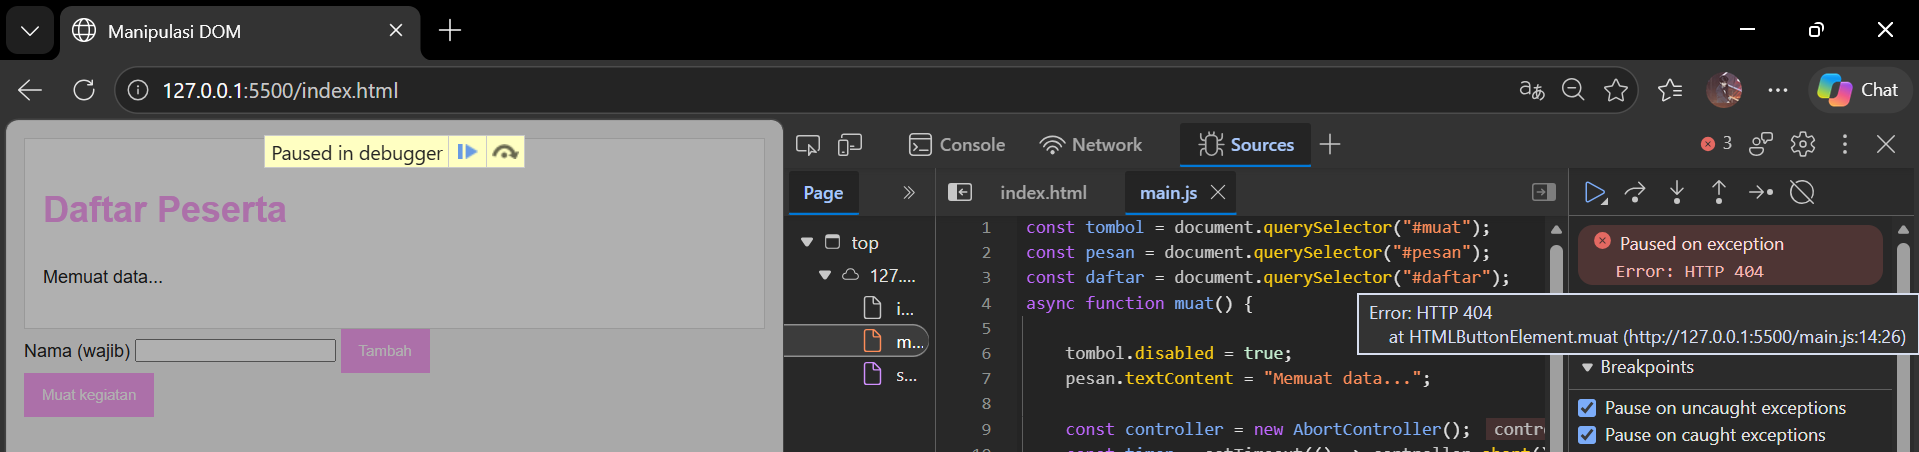 Manipulasi DOM
127.0.0.1:5500/index.html
Chat
Paused in debugger
Daftar Peserta
Memuat data...
Nama (wajib)
Tambah
Muat kegiatan
Console
Network
Sources
3
Page
index.html
main.js
top
127....
i...
m...
s...
1 const tombol = document.querySelector("#muat");
2 const pesan = document.querySelector("#pesan");
3 const daftar = document.querySelector("#daftar");
4 async function muat() {
5
6 tombol.disabled = true;
7 pesan.textContent = "Memuat data...";
8
9 const controller = new AbortController(); contr
Paused on exception
Error: HTTP 404
Error: HTTP 404
at HTMLButtonElement.muat (http://127.0.0.1:5500/main.js:14:26)
Breakpoints
Pause on uncaught exceptions
Pause on caught exceptions